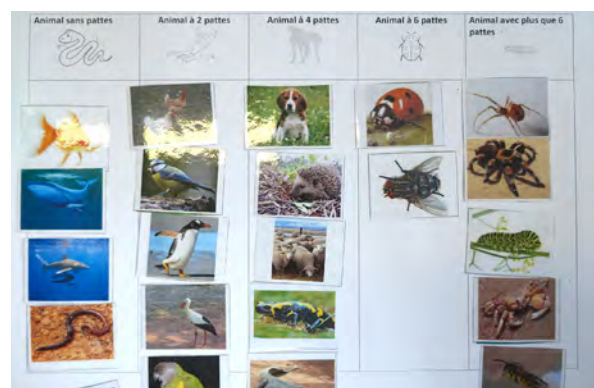 Animal sans pattes
Animal à 2 pattes
Animal à 4 pattes
Animal à 6 pattes
Animal avec plus que 6
pattes